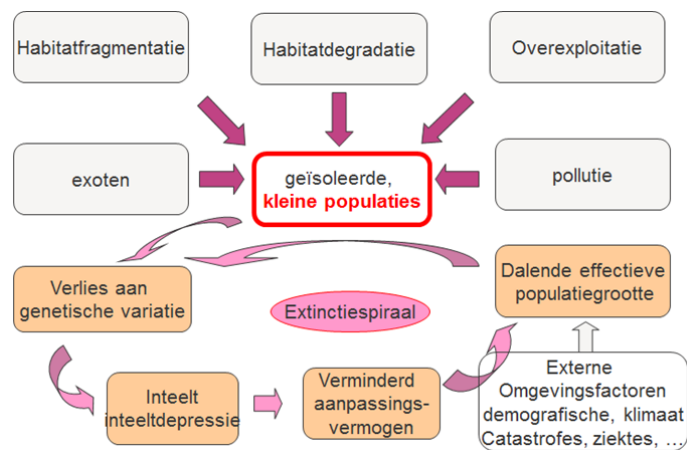 Habitatfragmentatie
Habitatdegradatie
Overexploitatie
exoten
geïsoleerde,
kleine populaties
pollutie
Verlies aan
genetische variatie
Extinctiespiraal
Dalende effectieve
populatiegrootte
Inteelt
inteeltdepressie
Verminderd
aanpassings-
vermogen
Externe
Omgevingsfactoren
demografische, klimaat
Catastrofes, ziektes, ...